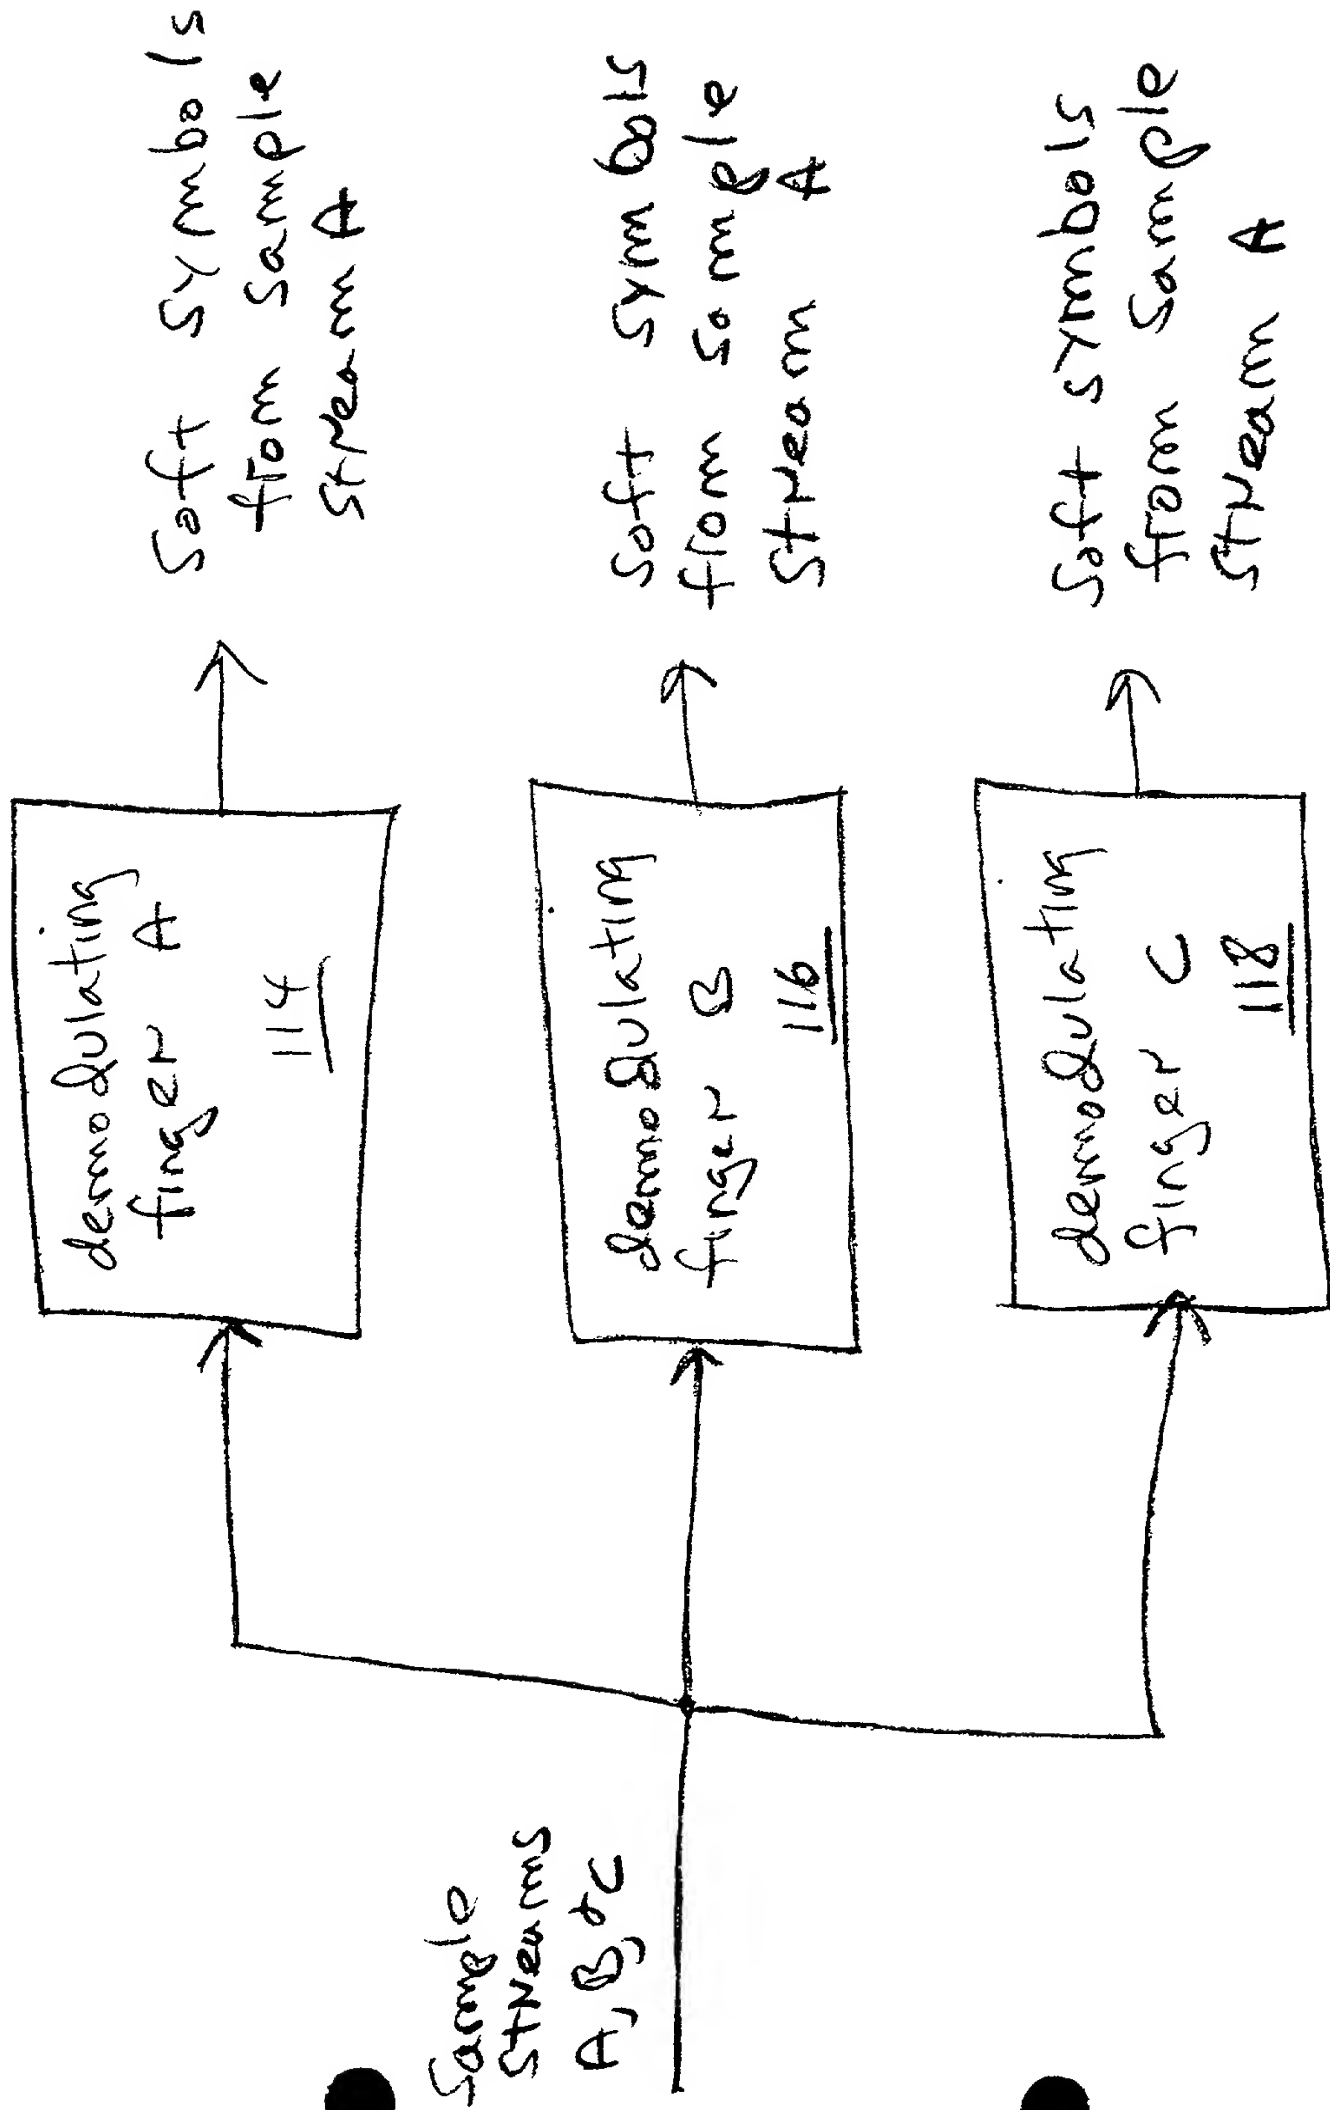 Sample
Streams
A, B, & C
demodulating
finger A
114
Soft Symbols
from Sample
Stream A
demodulating
finger B
116
Soft Symbols
from Sample
Stream A
demodulating
finger C
118
Soft Symbols
from Sample
Stream A